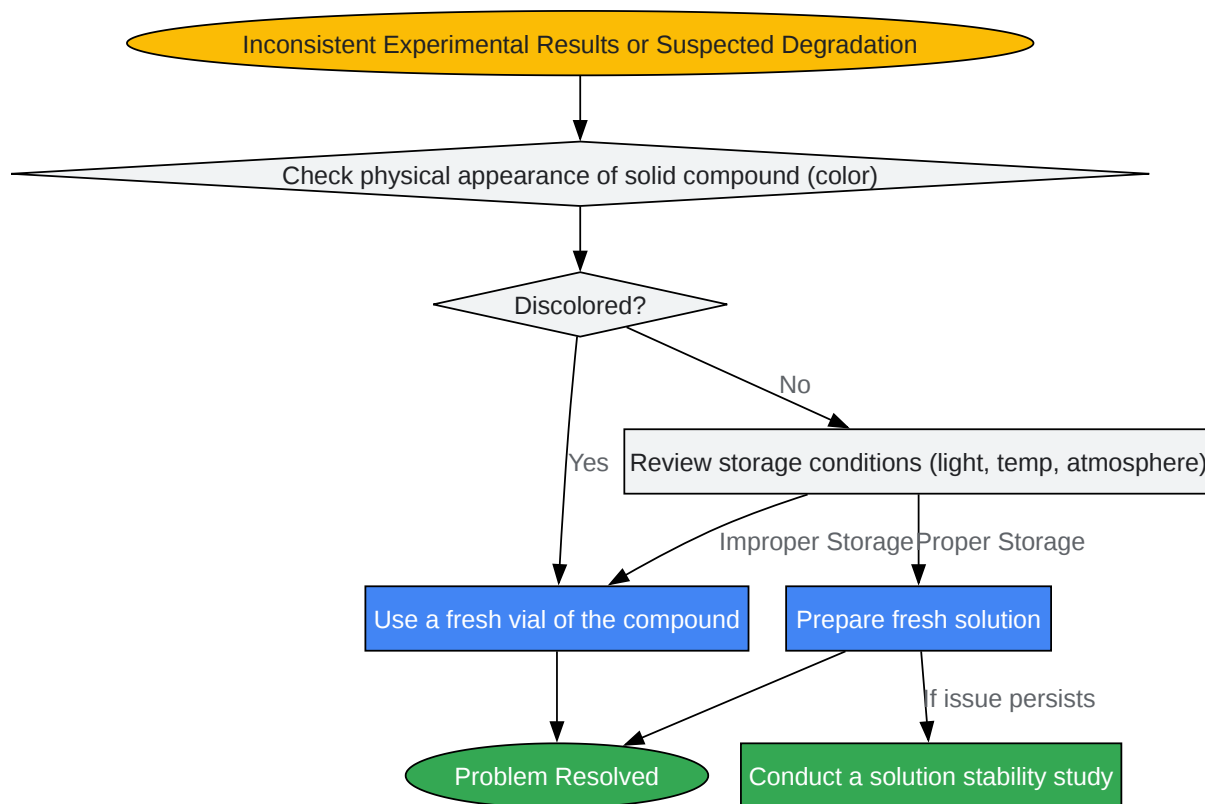 Inconsistent Experimental Results or Suspected Degradation
Check physical appearance of solid compound (color)
Discolored?
No
Yes
Review storage conditions (light, temp, atmosphere)
Improper Storage
Proper Storage
Use a fresh vial of the compound
Prepare fresh solution
If issue persists
Problem Resolved
Conduct a solution stability study